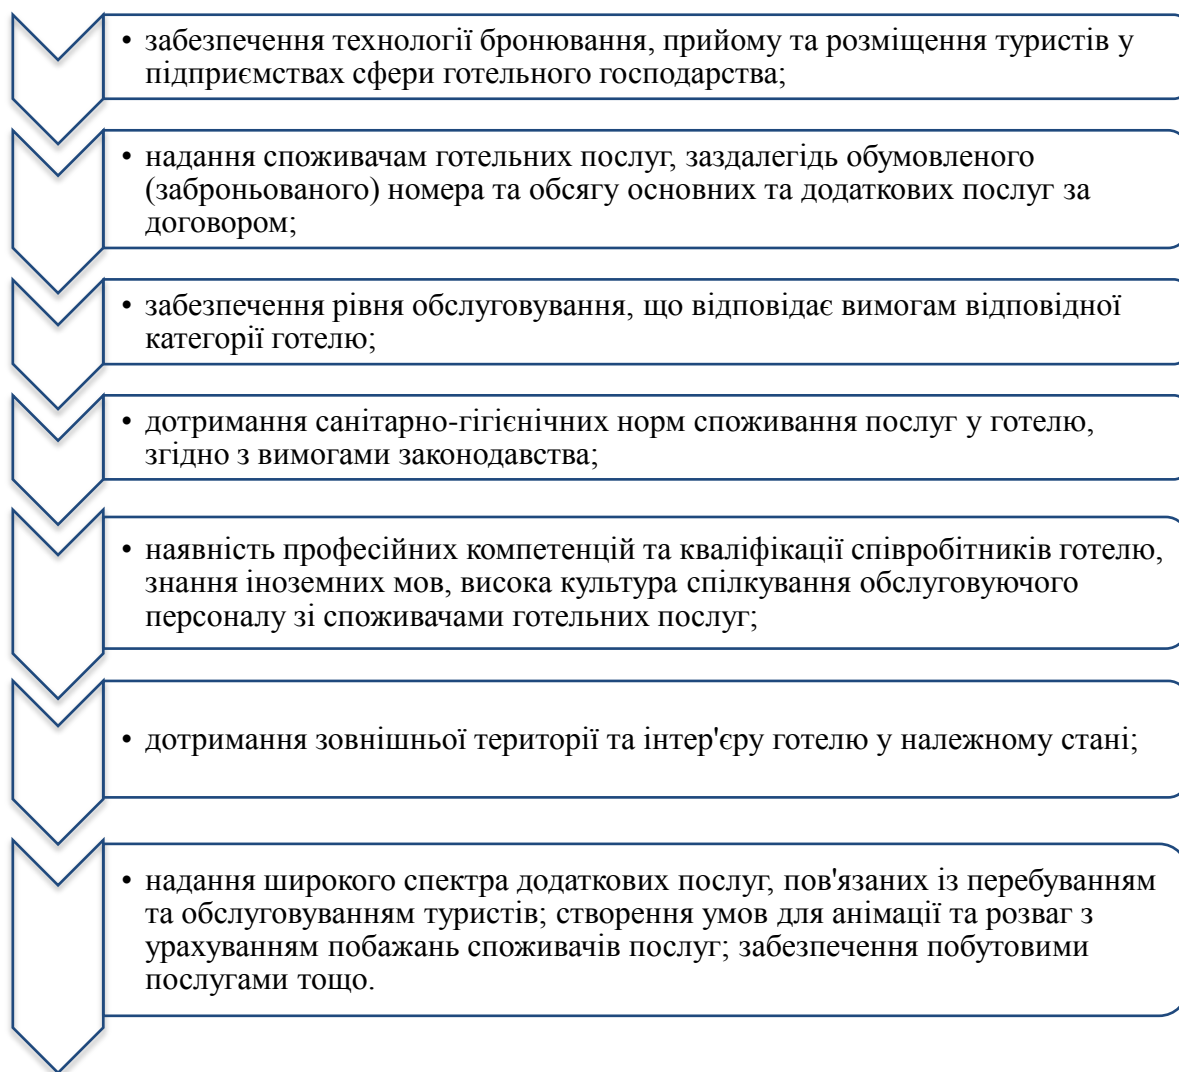 • забезпечення технології бронювання, прийому та розміщення туристів у
підприємствах сфери готельного господарства;
• надання споживачам готельних послуг, заздалегідь обумовленого
(заброньованого) номера та обсягу основних та додаткових послуг за
договором;
• забезпечення рівня обслуговування, що відповідає вимогам відповідної
категорії готелю;
• дотримання санітарно-гігієнічних норм споживання послуг у готелю,
згідно з вимогами законодавства;
• наявність професійних компетенцій та кваліфікації співробітників готелю,
знання іноземних мов, висока культура спілкування обслуговуючого
персоналу зі споживачами готельних послуг;
• дотримання зовнішньої території та інтер'єру готелю у належному стані;
• надання широкого спектра додаткових послуг, пов'язаних із перебуванням
та обслуговуванням туристів; створення умов для анімації та розваг з
урахуванням побажань споживачів послуг; забезпечення побутовими
послугами тощо.